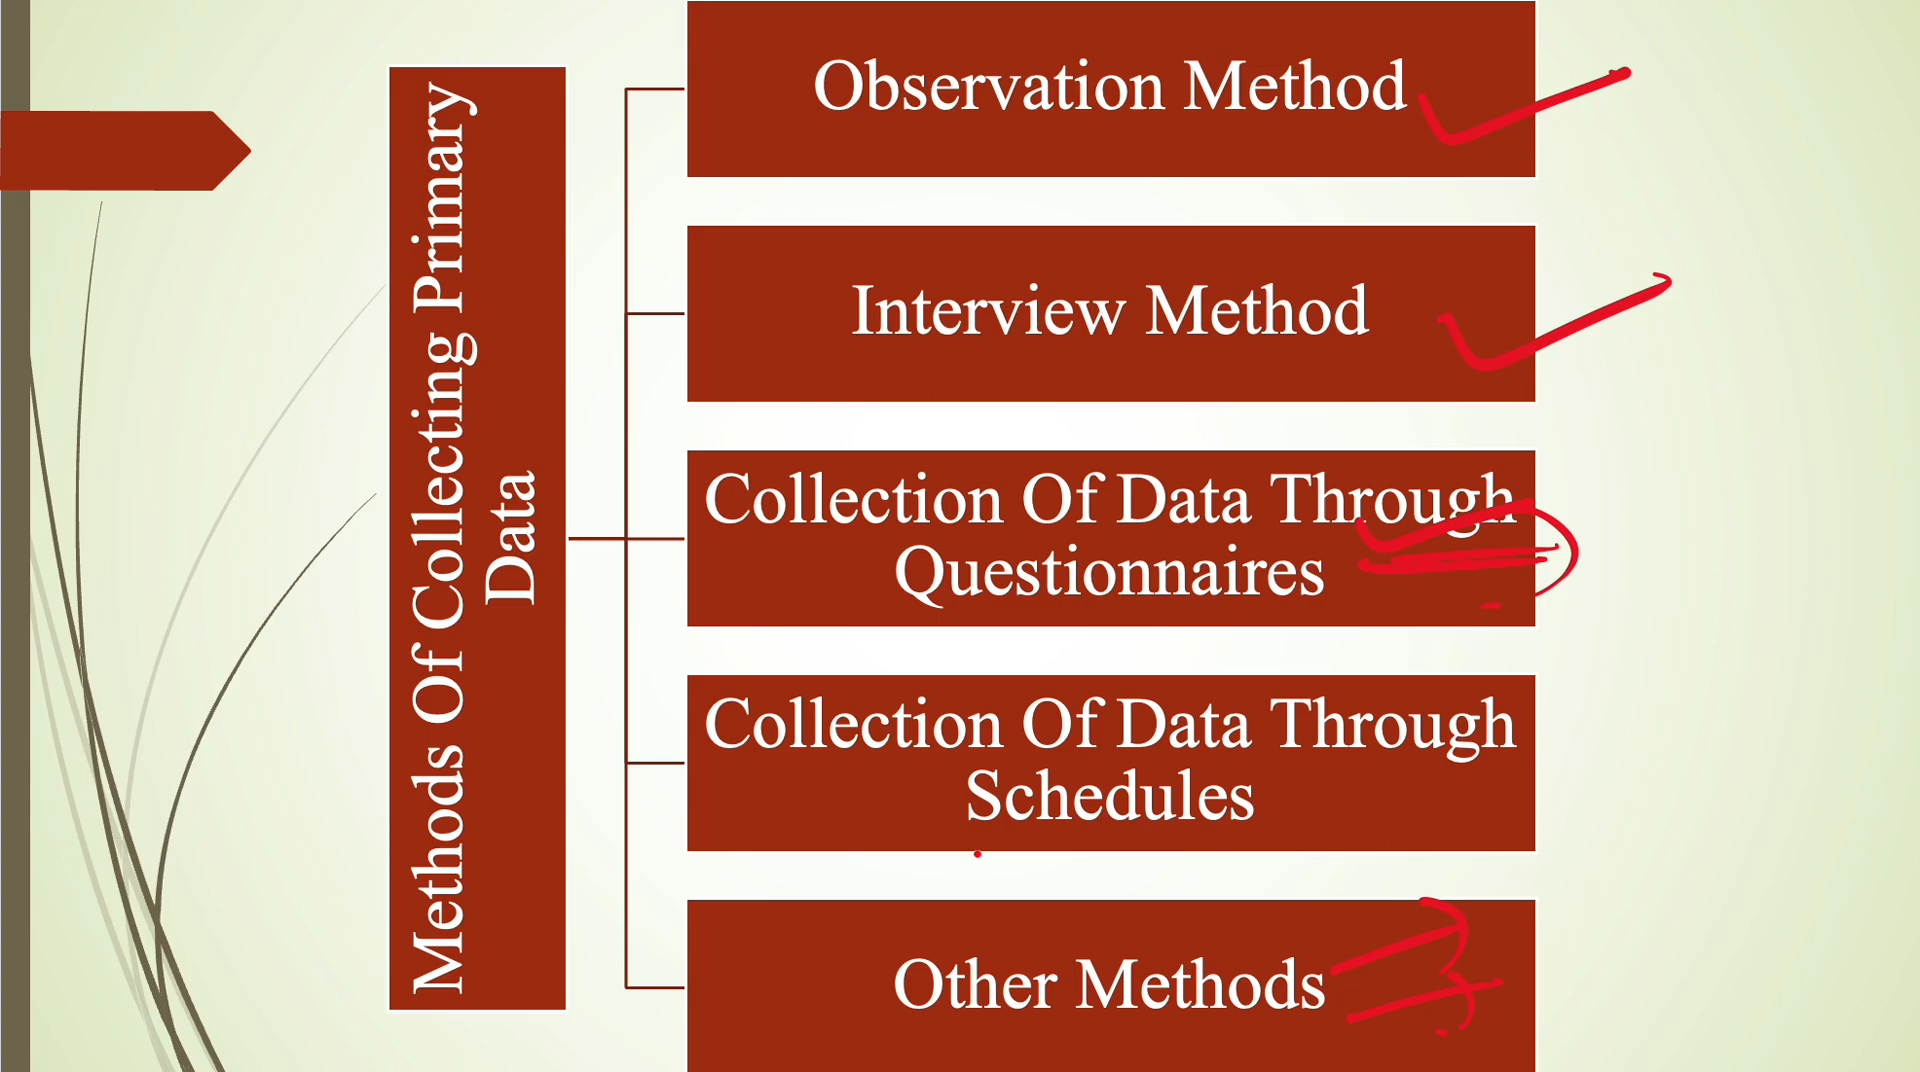 Methods Of Collecting Primary
Data
Observation Method
Interview Method
Collection Of Data Through
Questionnaires
Collection Of Data Through
Schedules
Other Methods